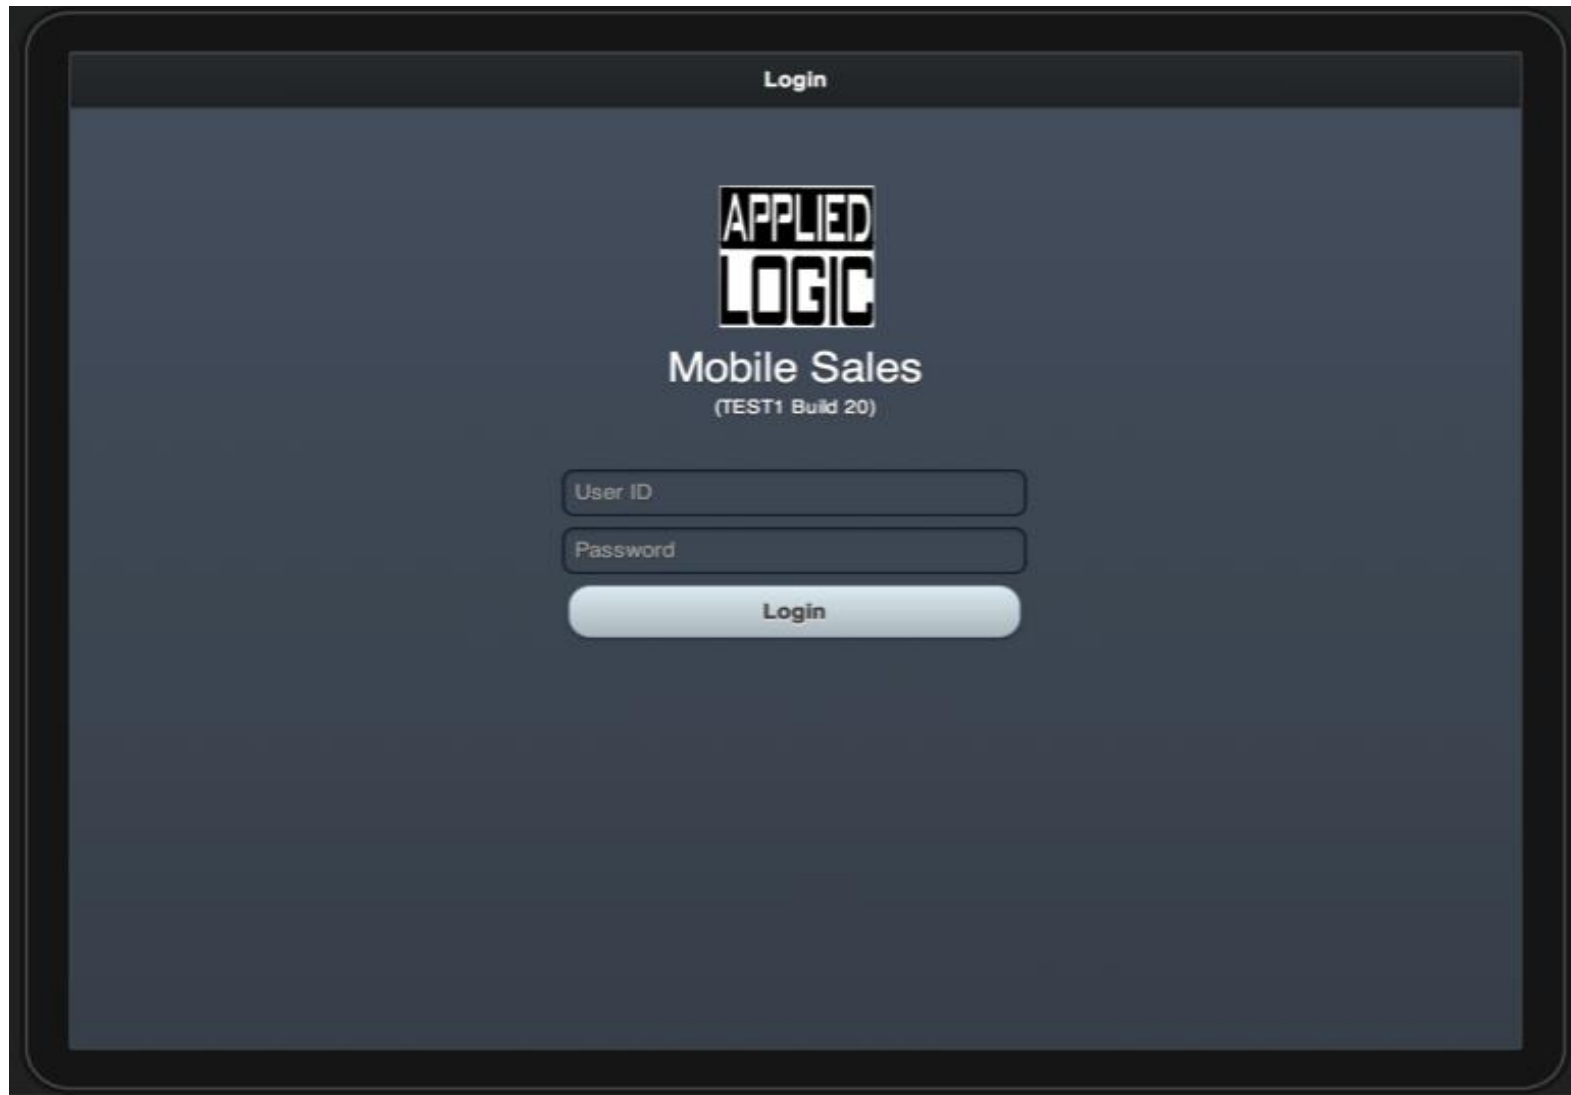 Login
APPLIED
LOGIC
Mobile Sales
(TEST1 Build 20)
User ID
Password
Login